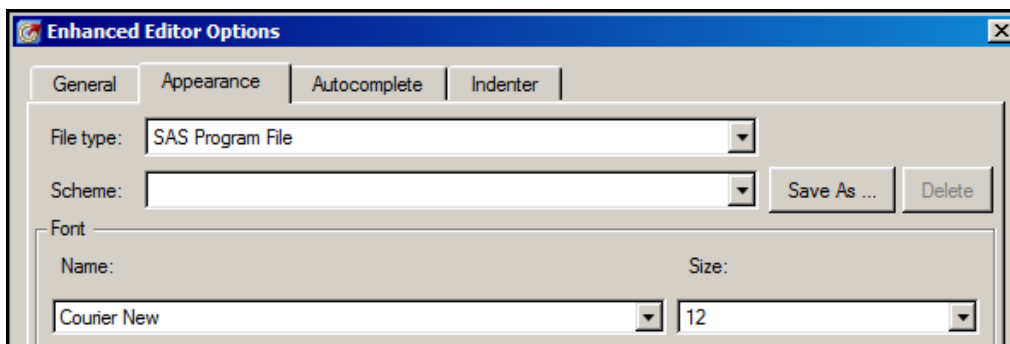 Enhanced Editor Options
General Appearance Autocomplete Indenter
File type: SAS Program File
Scheme: Save As ... Delete
Font
Name: Size:
Courier New 12